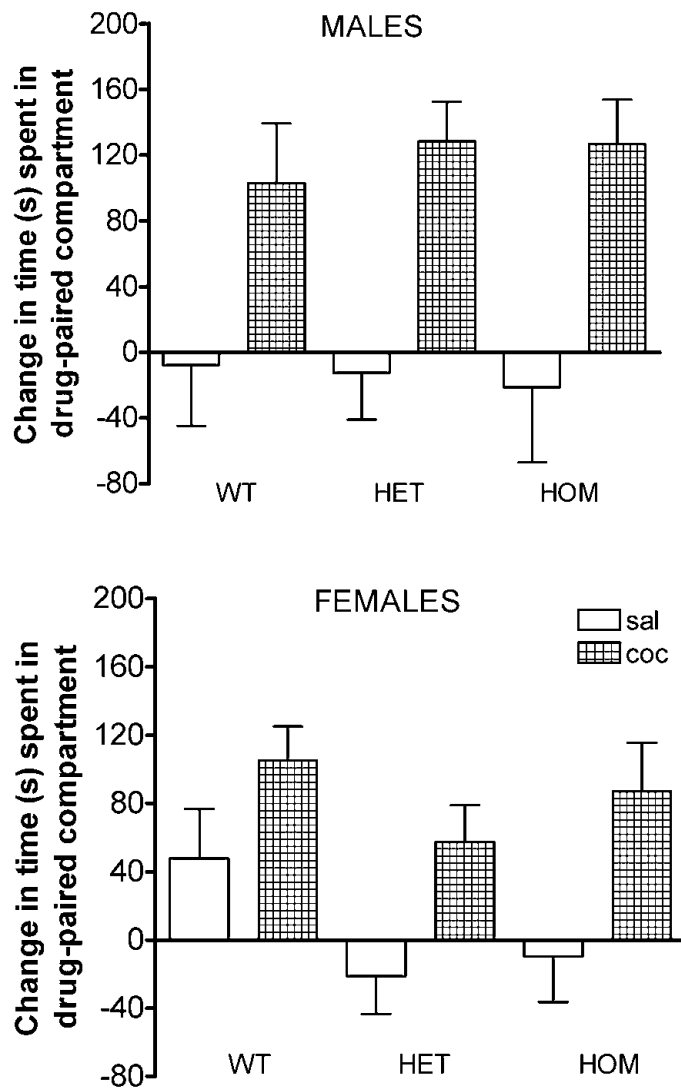 MALES
Change in time (s) spent in
drug-paired compartment
200
160
120
80
40
0
-40
-80
WT HET HOM
FEMALES
Change in time (s) spent in
drug-paired compartment
200
160
120
80
40
0
-40
-80
sal
coc
WT HET HOM